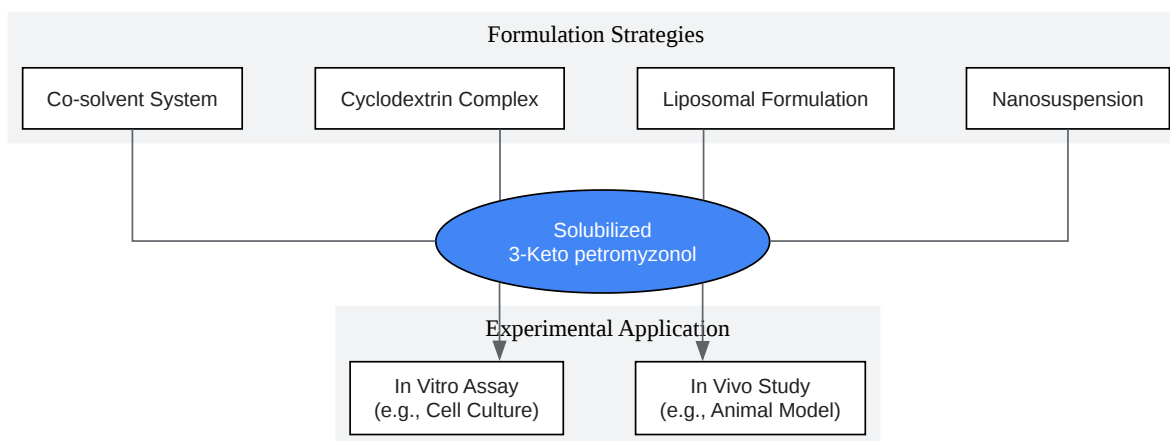 Formulation Strategies
Co-solvent System
Cyclodextrin Complex
Liposomal Formulation
Nanosuspension
Solubilized
3-Keto petromyzonol
Experimental Application
In Vitro Assay
(e.g., Cell Culture)
In Vivo Study
(e.g., Animal Model)